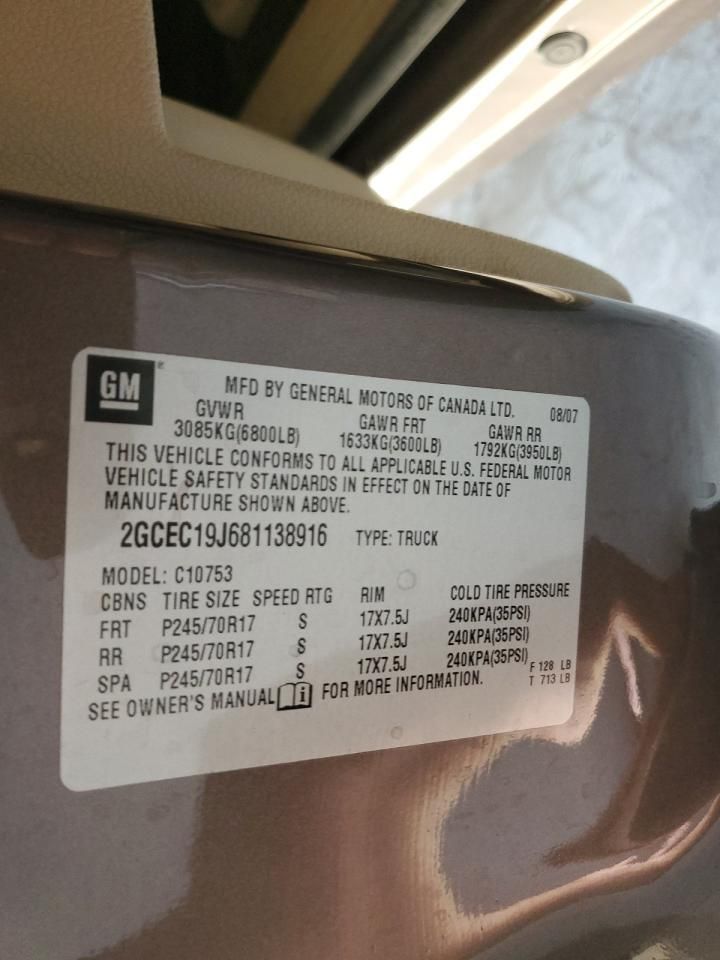 GM®
MFD BY GENERAL MOTORS OF CANADA LTD. 08/07
GVWR GAWR FRT GAWR RR
3085KG(6800LB) 1633KG(3600LB) 1792KG(3950LB)
THIS VEHICLE CONFORMS TO ALL APPLICABLE U.S. FEDERAL MOTOR
VEHICLE SAFETY STANDARDS IN EFFECT ON THE DATE OF
MANUFACTURE SHOWN ABOVE.
2GCEC19J681138916 TYPE: TRUCK
MODEL: C10753
CBNS TIRE SIZE SPEED RTG RIM COLD TIRE PRESSURE
FRT P245/70R17 S 17X7.5J 240KPA(35PSI)
RR P245/70R17 S 17X7.5J 240KPA(35PSI)
SPA P245/70R17 S 17X7.5J 240KPA(35PSI)
F 128 LB
T 713 LB
SEE OWNER'S MANUAL i FOR MORE INFORMATION.